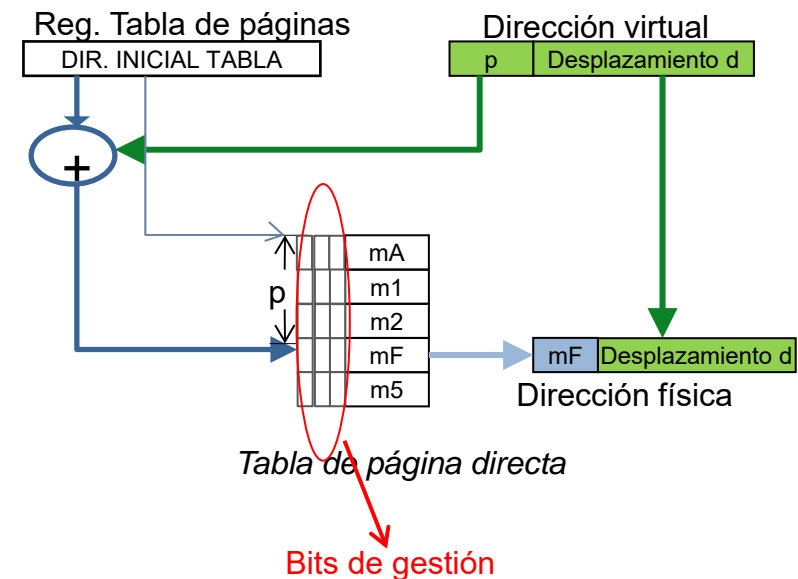 Reg. Tabla de páginas
Dirección virtual
DIR. INICIAL TABLA
p
Desplazamiento d
+
p
mA
m1
m2
mF
m5
mF
Desplazamiento d
Dirección física
Tabla de página directa
Bits de gestión